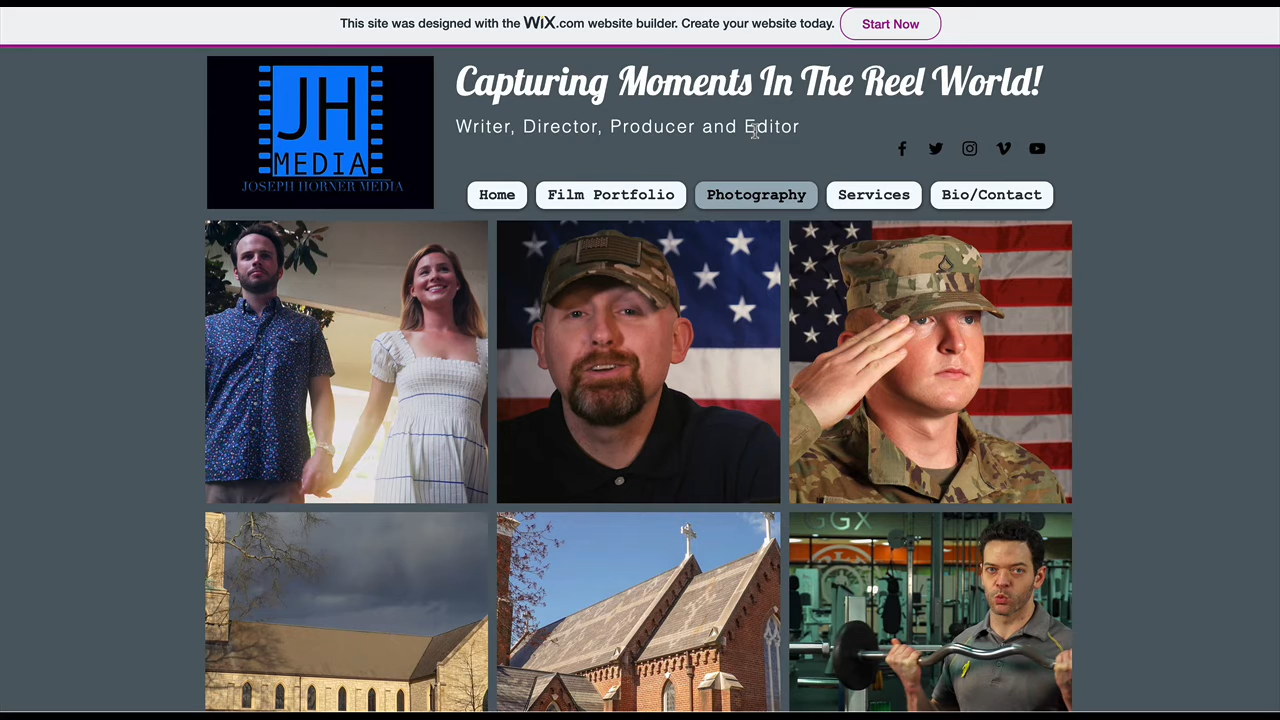 This site was designed with the WiX.com website builder. Create your website today. Start Now
JH
MEDIA
JOSEPH HORNER MEDIA
Capturing Moments In The Reel World!
Writer, Director, Producer and Editor
Home Film Portfolio Photography Services Bio/Contact
GGX